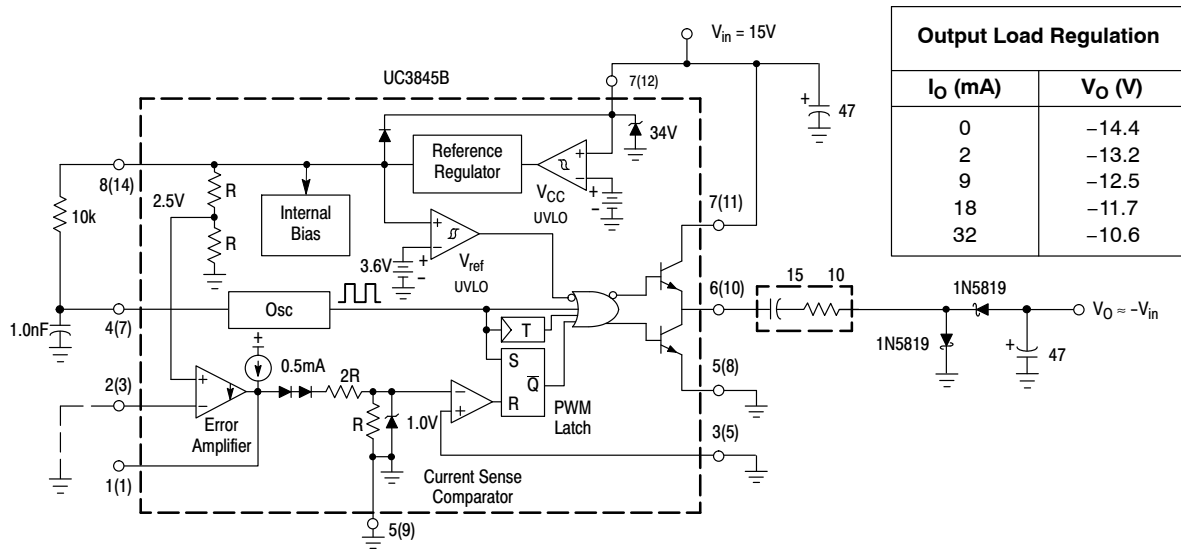 V_in = 15V
Output Load Regulation
I_O (mA) V_O (V)
0 −14.4
2 −13.2
9 −12.5
18 −11.7
32 −10.6
UC3845B
7(12)
47
+
34V
8(14)
Reference
Regulator
+
−
+
−
V_CC
UVLO
2.5V
R
R
10k
Internal
Bias
7(11)
+
−
3.6V
+
−
V_ref
UVLO
15 10
6(10)
1N5819
V_O ≈ −V_in
1N5819
+
47
Osc
4(7)
1.0nF
T
S
R
Q
PWM
Latch
5(8)
+
0.5mA
2R
R
1.0V
−
+
2(3)
+
−
Error
Amplifier
1(1)
3(5)
Current Sense
Comparator
5(9)